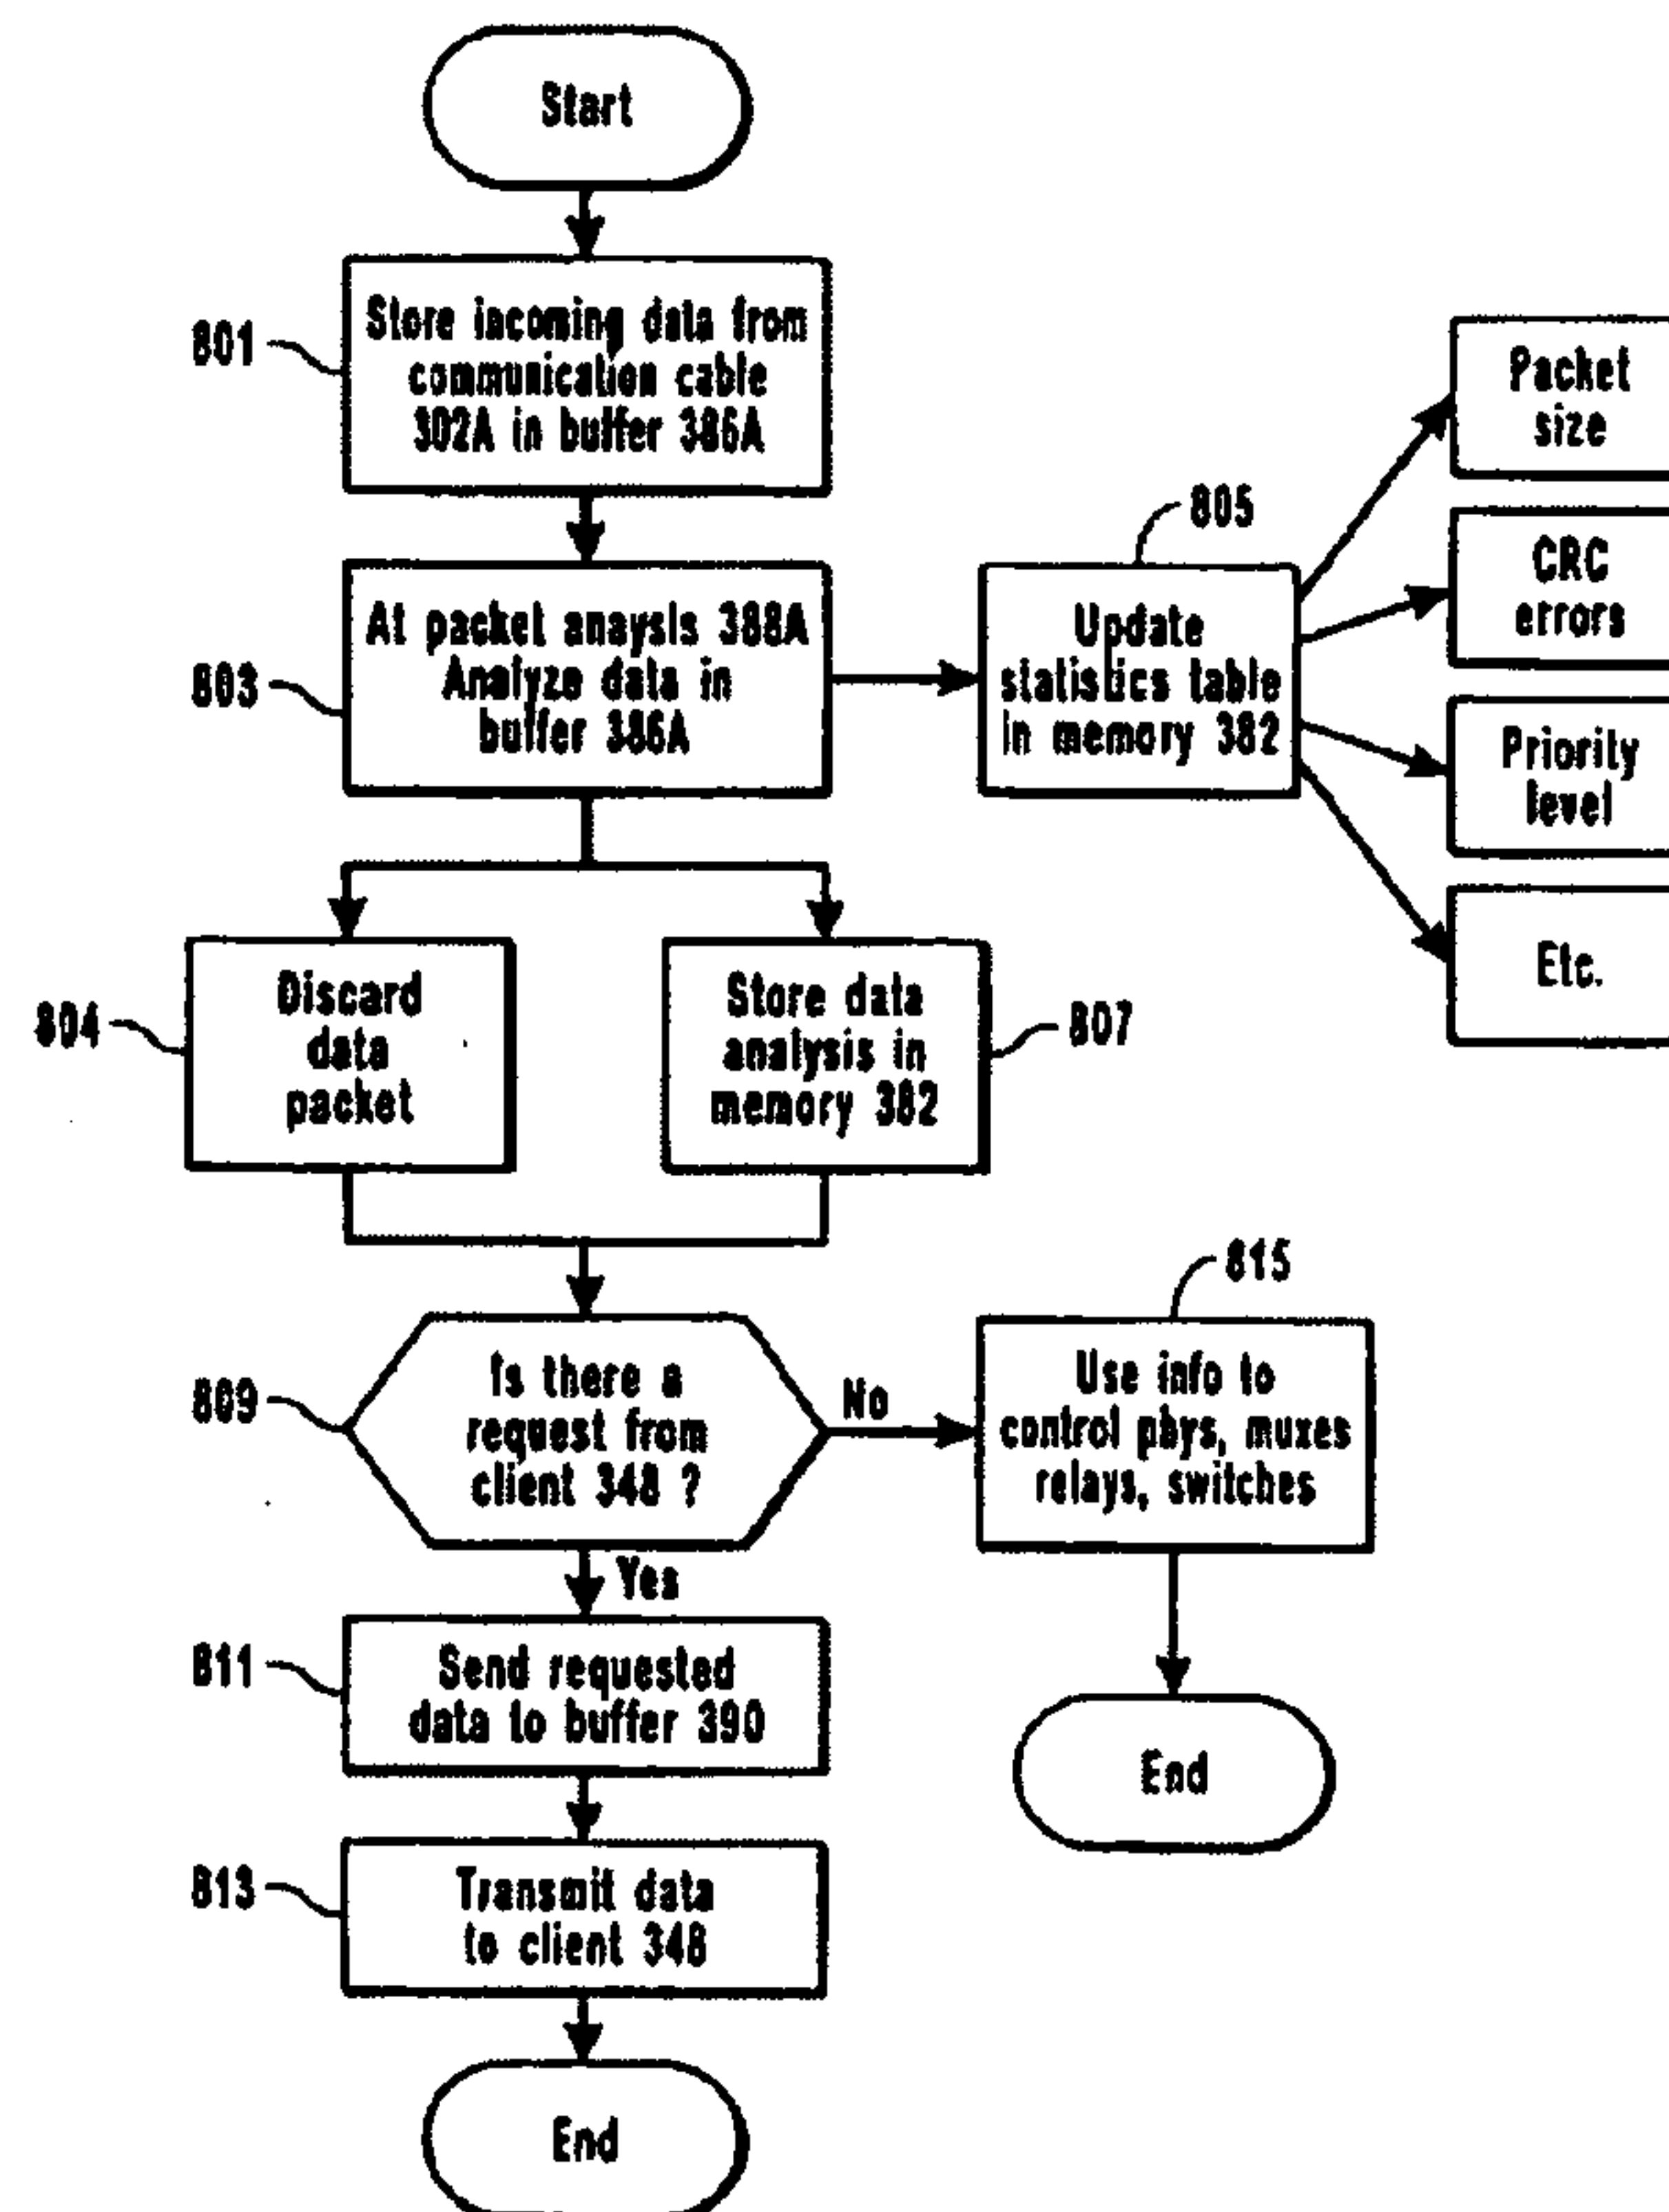 Start
801
Store incoming data from
communication cable
302A in buffer 386A
803
At packet anaysis 388A
Analyze data in
buffer 386A
805
Update
statistics table
in memory 382
Packet
size
CRC
errors
Priority
level
Etc.
804
Discard
data
packet
Store data
analysis in
memory 382
807
809
Is there a
request from
client 348 ?
No
815
Use info to
control phys, muxes
relays, switches
Yes
811
Send requested
data to buffer 390
End
813
Transmit data
to client 348
End